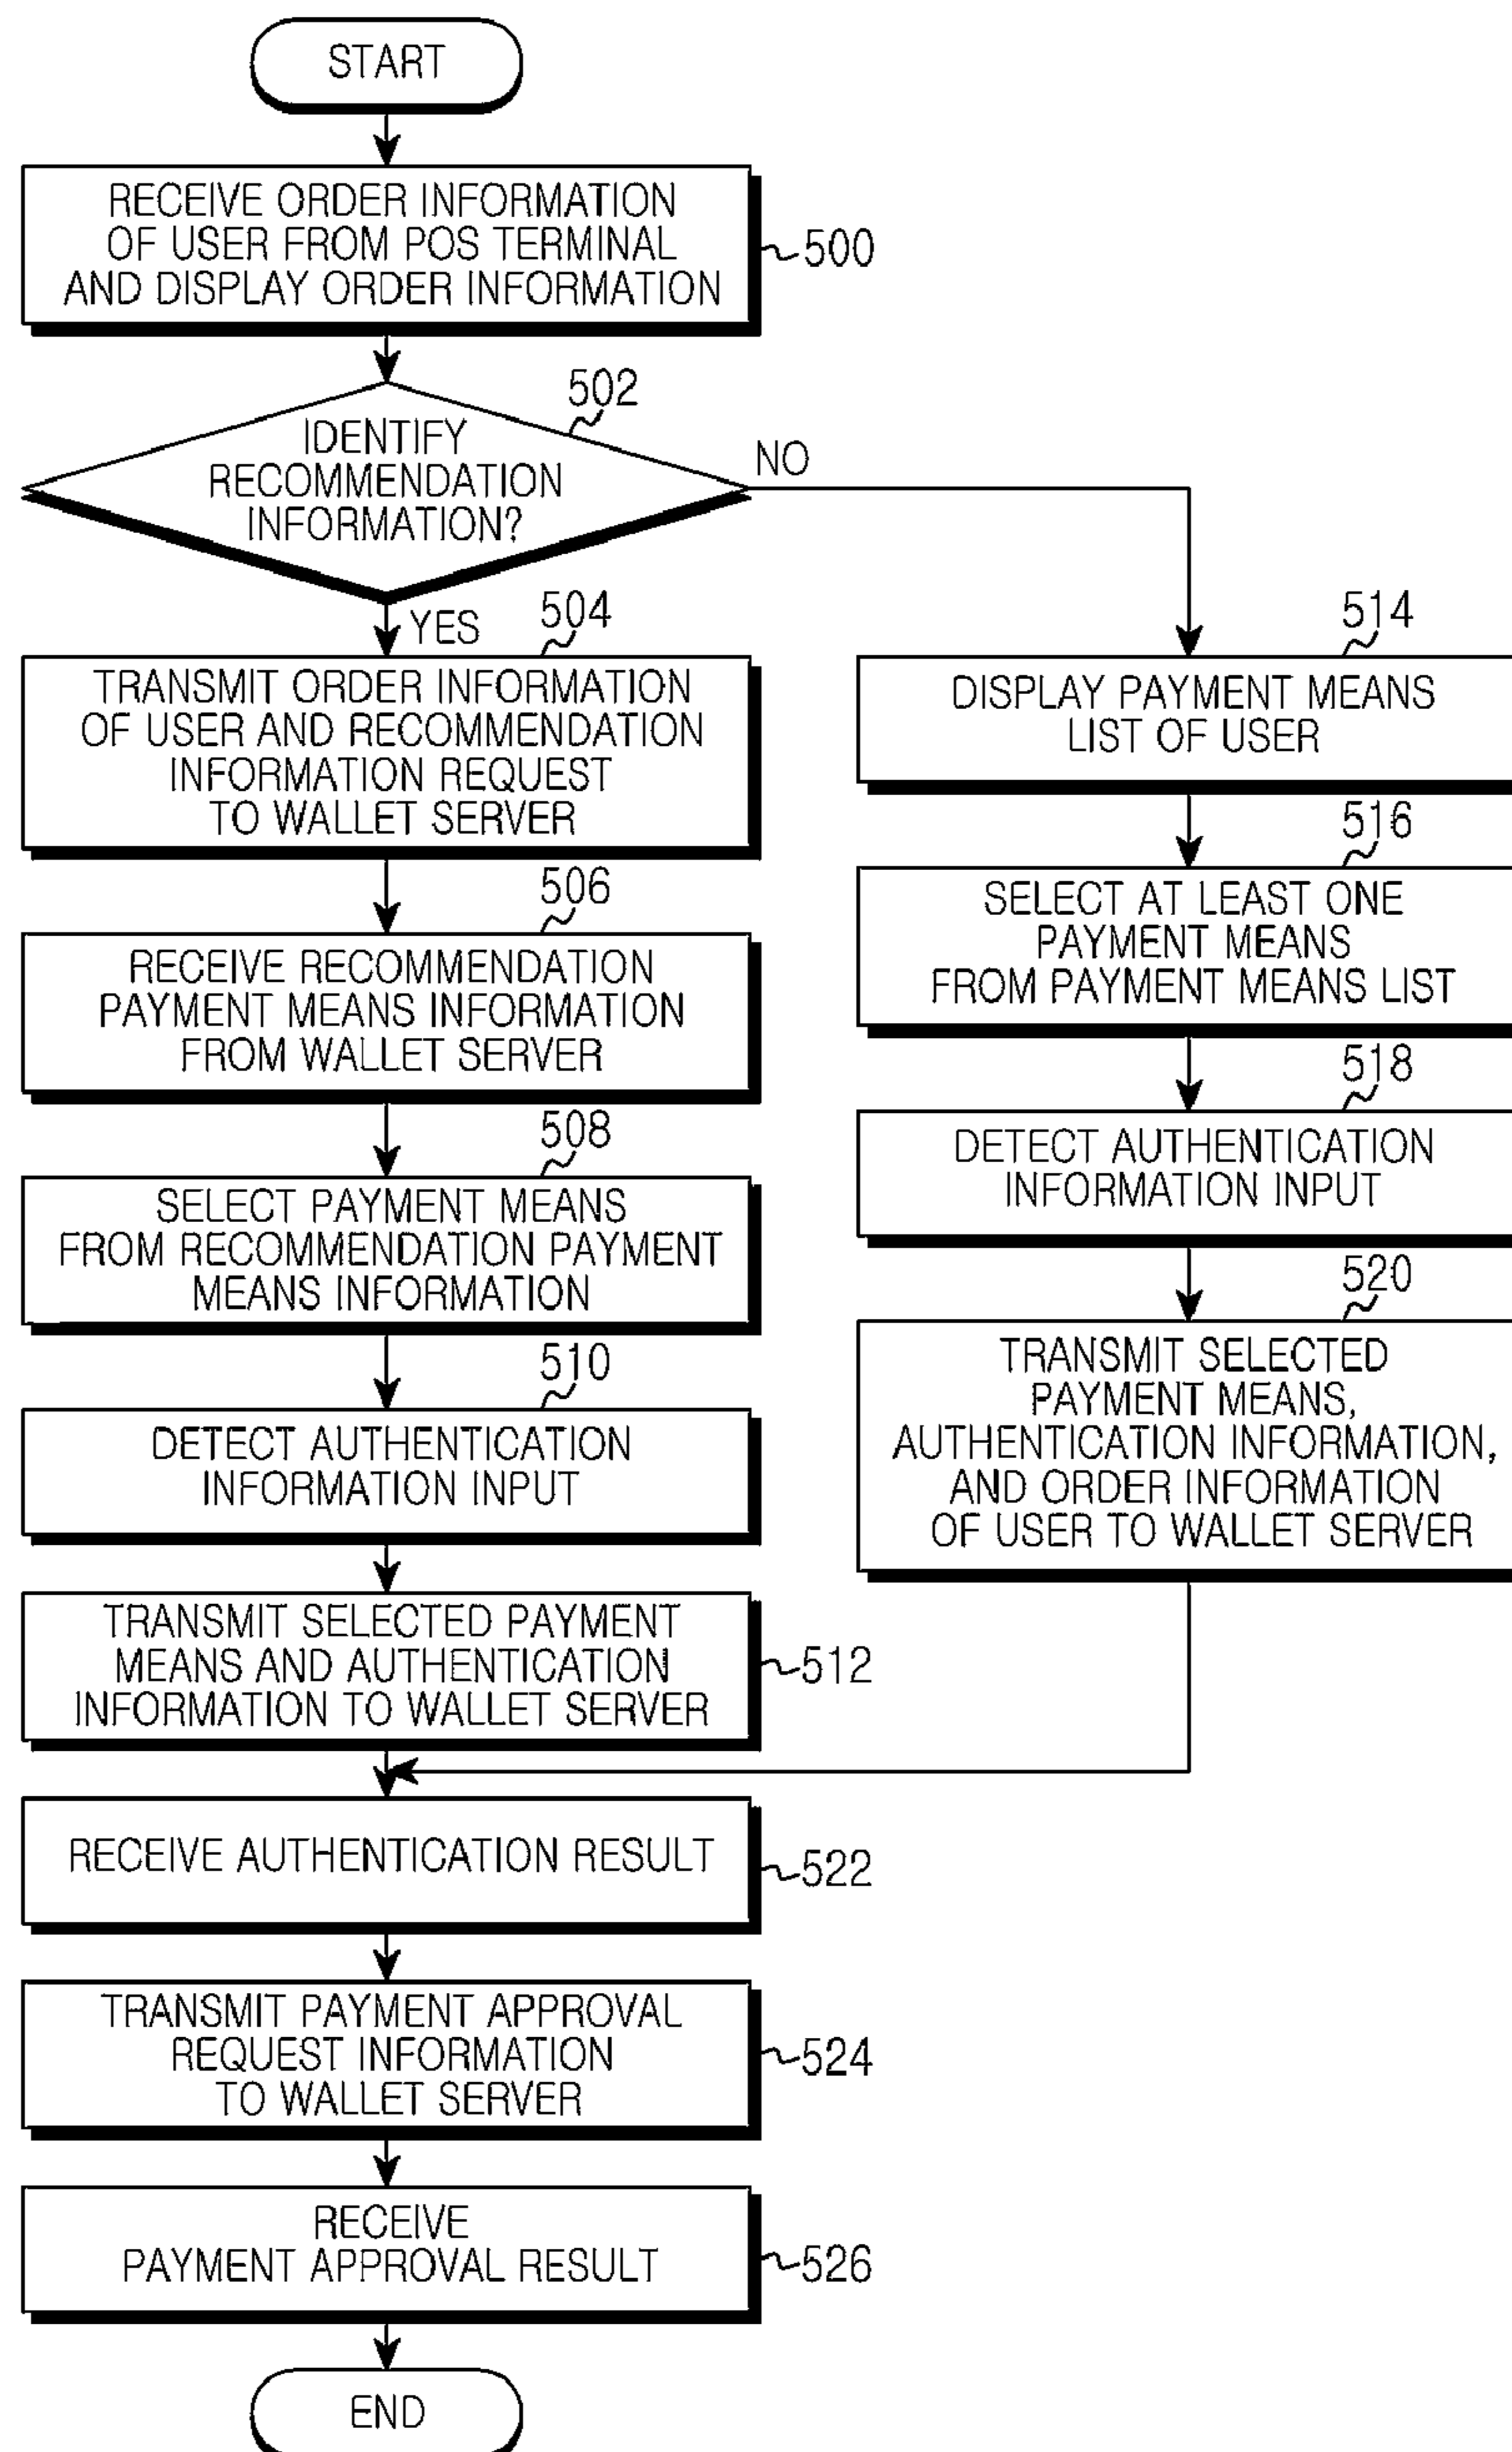 START
RECEIVE ORDER INFORMATION
OF USER FROM POS TERMINAL
AND DISPLAY ORDER INFORMATION
500
502
IDENTIFY
RECOMMENDATION
INFORMATION?
NO
YES
504
TRANSMIT ORDER INFORMATION
OF USER AND RECOMMENDATION
INFORMATION REQUEST
TO WALLET SERVER
506
RECEIVE RECOMMENDATION
PAYMENT MEANS INFORMATION
FROM WALLET SERVER
508
SELECT PAYMENT MEANS
FROM RECOMMENDATION PAYMENT
MEANS INFORMATION
510
DETECT AUTHENTICATION
INFORMATION INPUT
TRANSMIT SELECTED PAYMENT
MEANS AND AUTHENTICATION
INFORMATION TO WALLET SERVER
512
514
DISPLAY PAYMENT MEANS
LIST OF USER
516
SELECT AT LEAST ONE
PAYMENT MEANS
FROM PAYMENT MEANS LIST
518
DETECT AUTHENTICATION
INFORMATION INPUT
520
TRANSMIT SELECTED
PAYMENT MEANS,
AUTHENTICATION INFORMATION,
AND ORDER INFORMATION
OF USER TO WALLET SERVER
RECEIVE AUTHENTICATION RESULT
522
TRANSMIT PAYMENT APPROVAL
REQUEST INFORMATION
TO WALLET SERVER
524
RECEIVE
PAYMENT APPROVAL RESULT
526
END